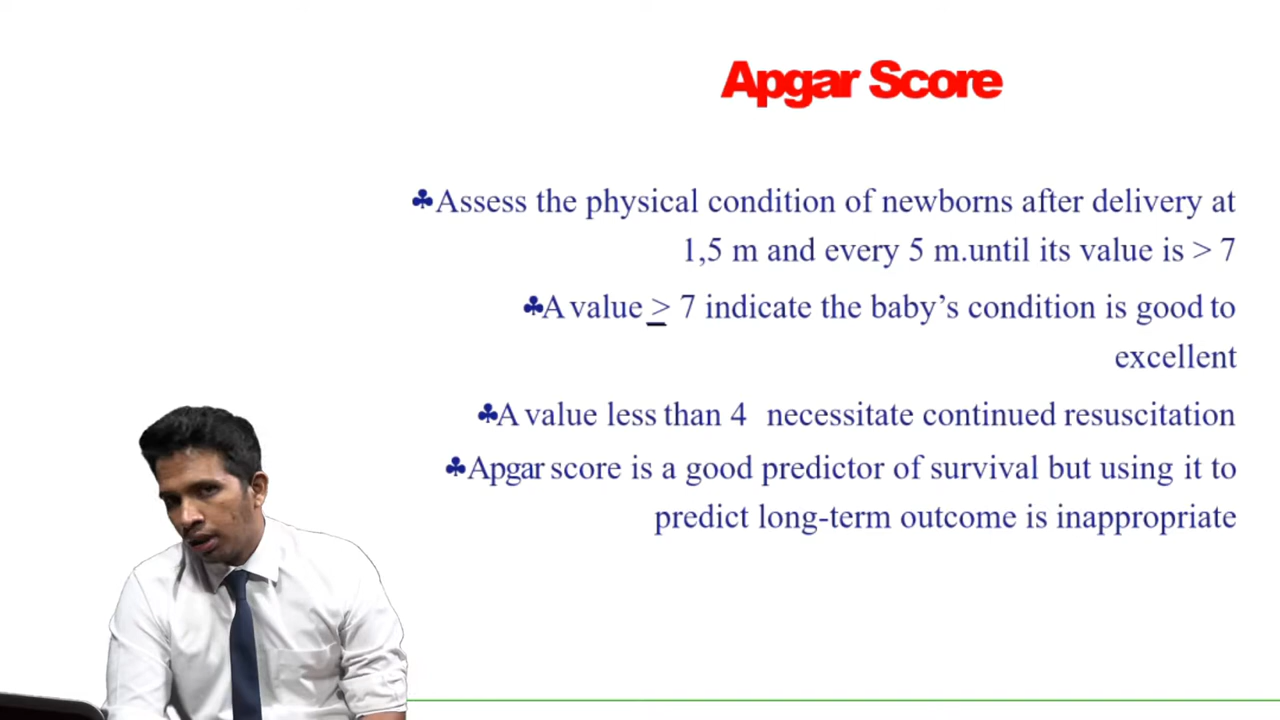 Apgar Score
♣Assess the physical condition of newborns after delivery at
1,5 m and every 5 m.until its value is > 7
♣A value > 7 indicate the baby’s condition is good to
excellent
♣A value less than 4 necessitate continued resuscitation
♣Apgar score is a good predictor of survival but using it to
predict long-term outcome is inappropriate